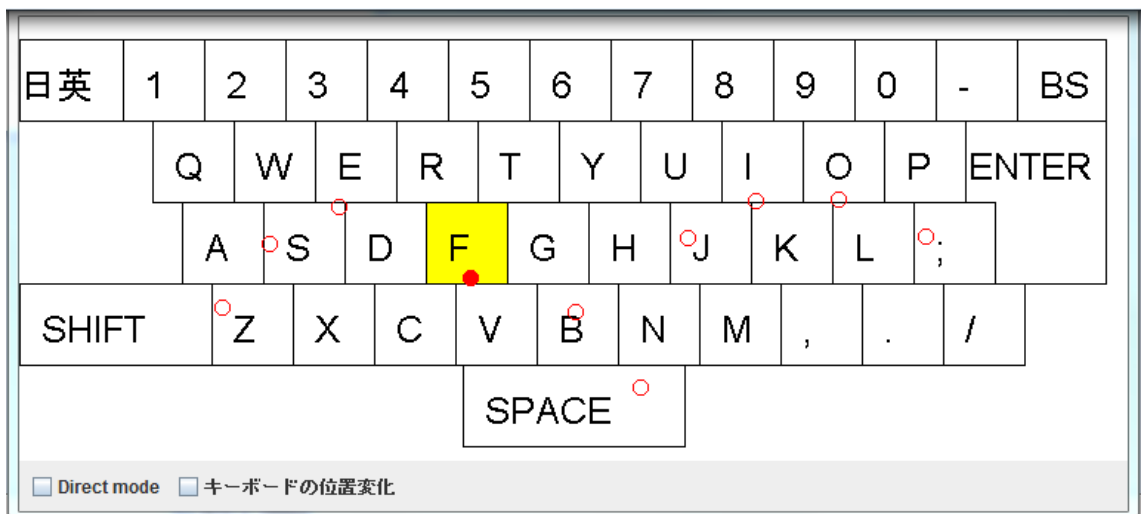 日英 1 2 3 4 5 6 7 8 9 0 - BS
Q W E R T Y U I O P ENTER
A S D F G H J K L ;
SHIFT Z X C V B N M , . /
SPACE
Direct mode キーボードの位置変化